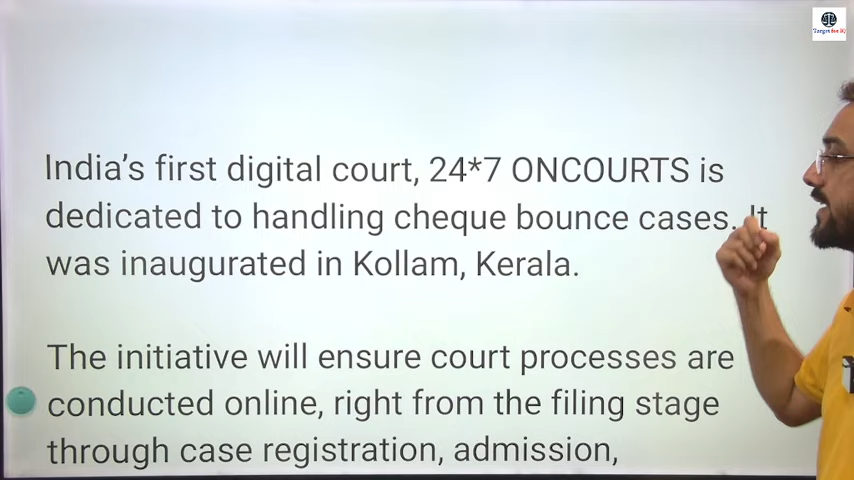 India's first digital court, 24*7 ONCOURTS is
dedicated to handling cheque bounce cases. It
was inaugurated in Kollam, Kerala.
The initiative will ensure court processes are
conducted online, right from the filing stage
through case registration, admission,